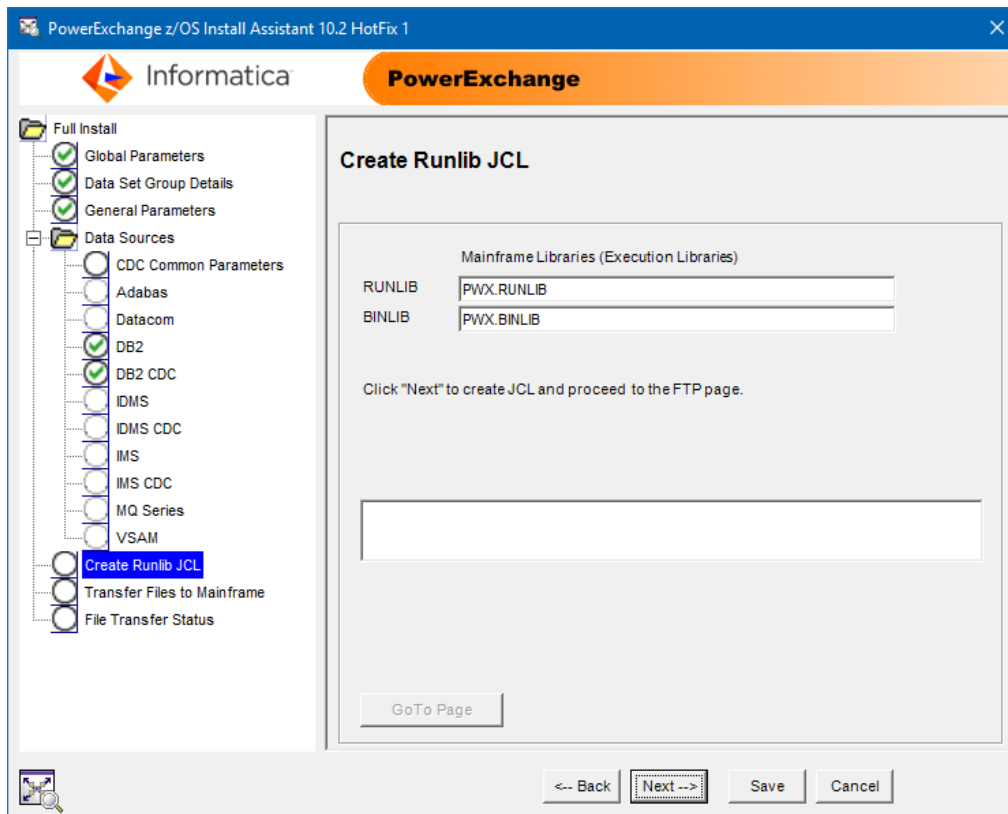 PowerExchange z/OS Install Assistant 10.2 HotFix 1
Informatica
PowerExchange
Full Install
Global Parameters
Data Set Group Details
General Parameters
Data Sources
CDC Common Parameters
Adabas
Datacom
DB2
DB2 CDC
IDMS
IDMS CDC
IMS
IMS CDC
MQ Series
VSAM
Create Runlib JCL
Transfer Files to Mainframe
File Transfer Status
Create Runlib JCL
Mainframe Libraries (Execution Libraries)
RUNLIB PWX.RUNLIB
BINLIB PWX.BINLIB
Click "Next" to create JCL and proceed to the FTP page.
GoTo Page
<-- Back Next --> Save Cancel